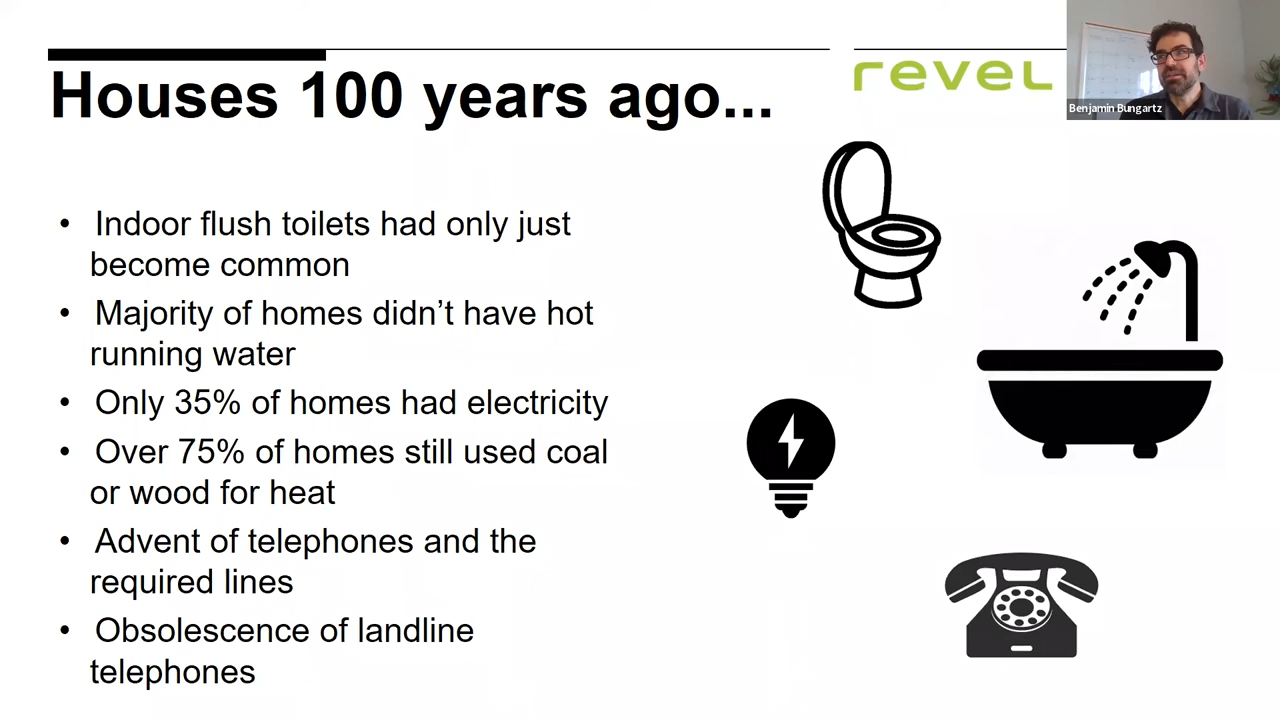 Houses 100 years ago...
revel
Benjamin Bungartz
• Indoor flush toilets had only just
become common
• Majority of homes didn’t have hot
running water
• Only 35% of homes had electricity
• Over 75% of homes still used coal
or wood for heat
• Advent of telephones and the
required lines
• Obsolescence of landline
telephones